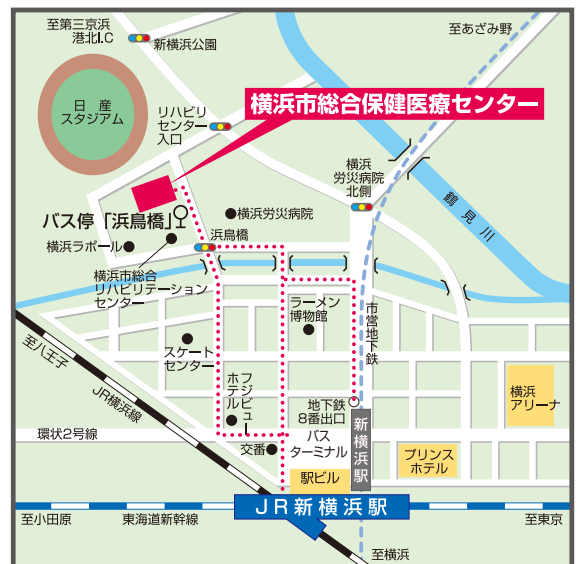 至第三京浜
港北I.C
新横浜公園
至あざみ野
日産
スタジアム
リハビリ
センター
入口
横浜市総合保健医療センター
横浜
労災病院
北側
鶴見川
バス停「浜鳥橋」
横浜労災病院
浜鳥橋
横浜ラポール
横浜市総合
リハビリテーション
センター
ラーメン
博物館
市営地下鉄
スケート
センター
至八王子
JR横浜線
フジビュー
ホテル
地下鉄
8番出口
横浜
アリーナ
環状2号線
バス
ターミナル
新横浜駅
交番
プリンス
ホテル
駅ビル
JR新横浜駅
至小田原
東海道新幹線
至東京
至横浜